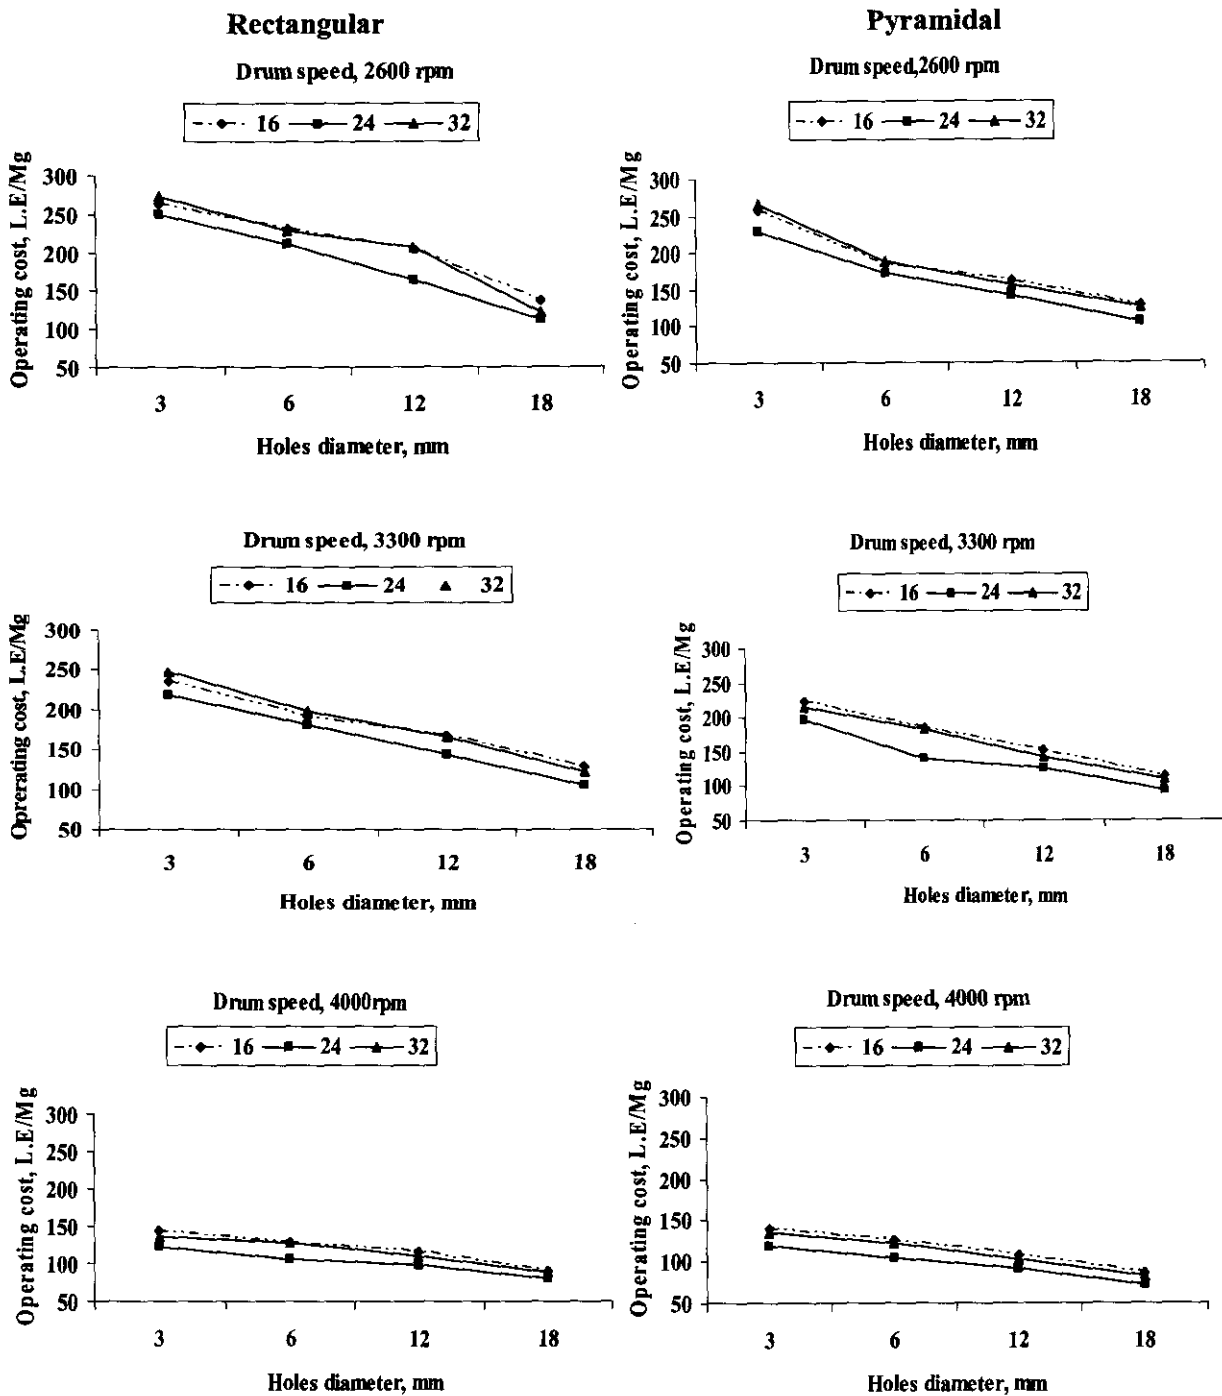 Rectangular
Drum speed, 2600 rpm
16 24 32
Operating cost, L.E/Mg
300
250
200
150
100
50
3 6 12 18
Holes diameter, mm
Pyramidal
Drum speed,2600 rpm
16 24 32
Operating cost, L.E/Mg
300
250
200
150
100
50
3 6 12 18
Holes diameter, mm
Drum speed, 3300 rpm
16 24 32
Oprerating cost, L.E/Mg
300
250
200
150
100
50
3 6 12 18
Holes diameter, mm
Drum speed, 3300 rpm
16 24 32
Operating cost, L.E/Mg
300
250
200
150
100
50
3 6 12 18
Holes diameter, mm
Drum speed, 4000rpm
16 24 32
Operating cost, L.E/Mg
300
250
200
150
100
50
3 6 12 18
Holes diameter, mm
Drum speed, 4000 rpm
16 24 32
Operating cost, L.E/Mg
300
250
200
150
100
50
3 6 12 18
Holes diameter, mm